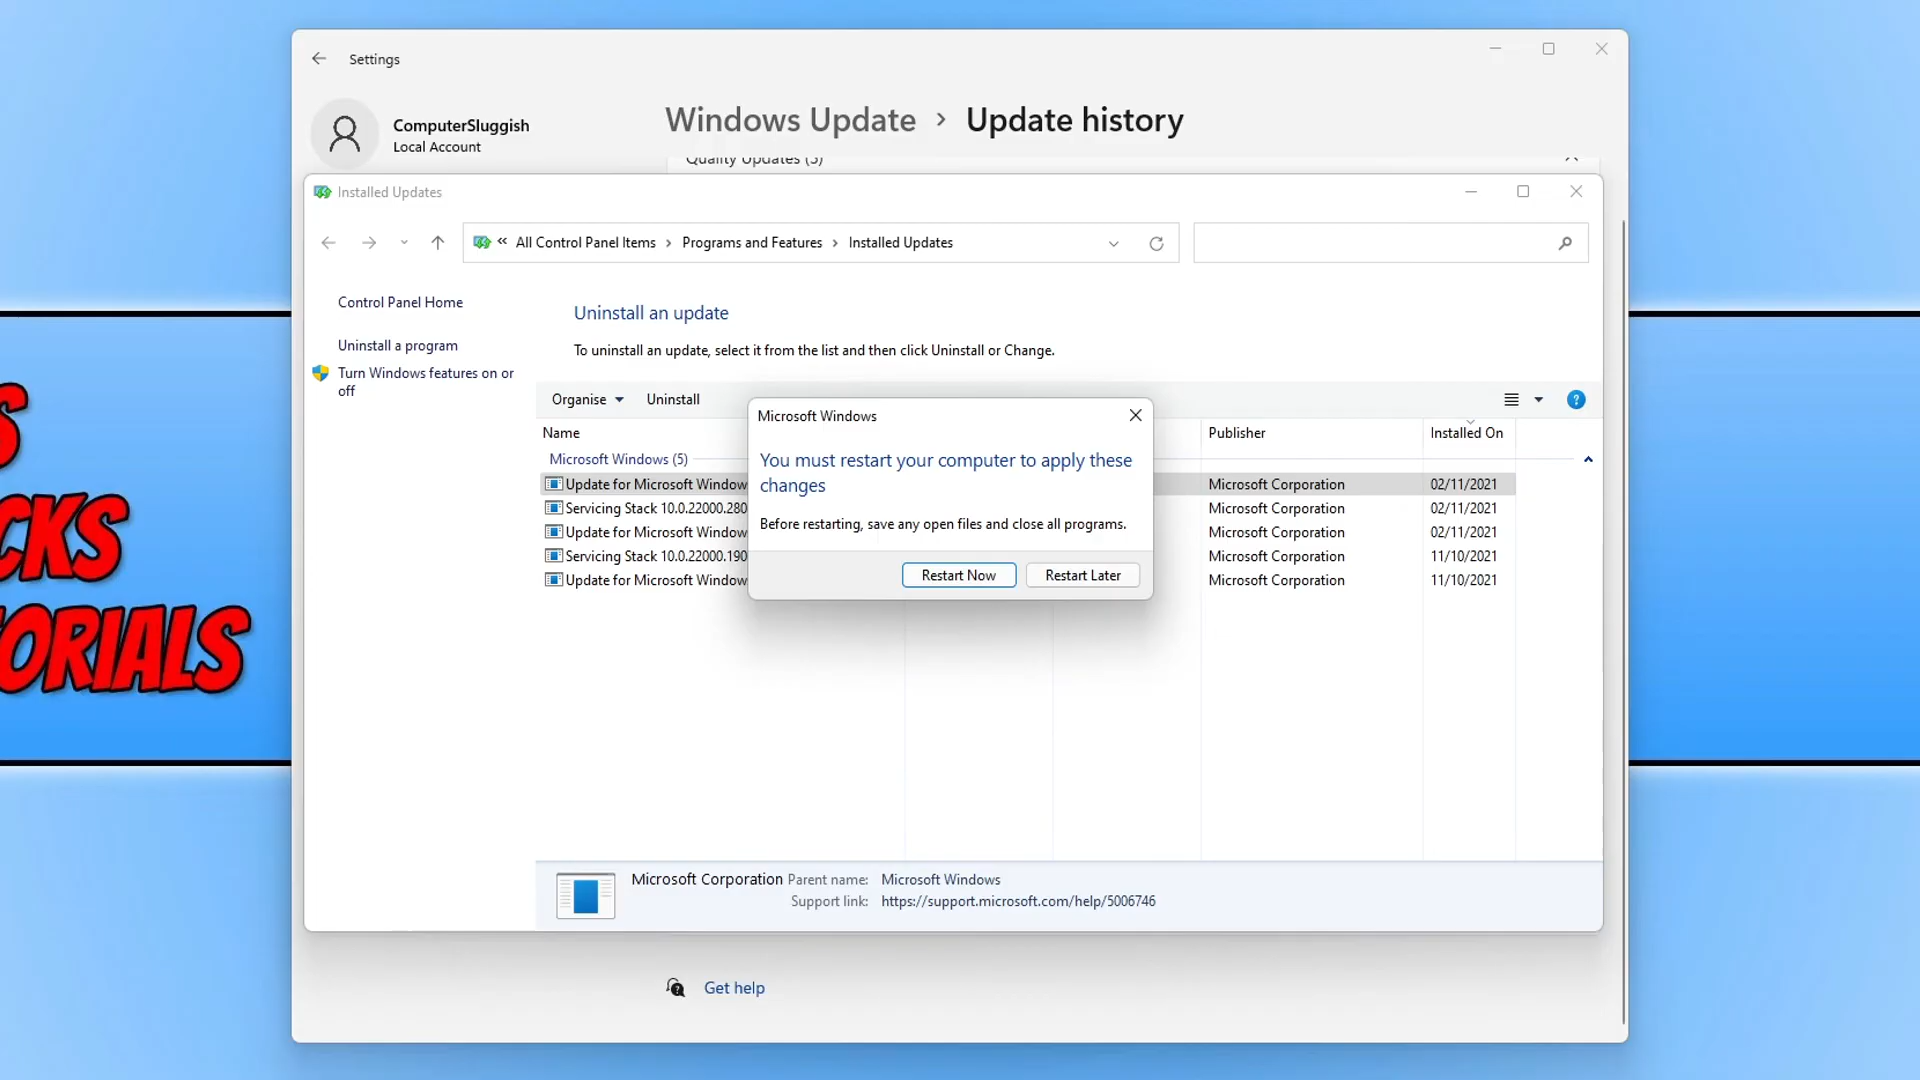 Settings
ComputerSluggish
Local Account
Windows Update > Update history
Quality Updates (5)
Installed Updates
« All Control Panel Items > Programs and Features > Installed Updates
Control Panel Home
Uninstall a program
Turn Windows features on or
off
Uninstall an update
To uninstall an update, select it from the list and then click Uninstall or Change.
Organise Uninstall
Name Publisher Installed On
Microsoft Windows (5)
Update for Microsoft Window Microsoft Corporation 02/11/2021
Servicing Stack 10.0.22000.280 Microsoft Corporation 02/11/2021
Update for Microsoft Window Microsoft Corporation 02/11/2021
Servicing Stack 10.0.22000.190 Microsoft Corporation 11/10/2021
Update for Microsoft Window Microsoft Corporation 11/10/2021
Microsoft Windows
You must restart your computer to apply these
changes
Before restarting, save any open files and close all programs.
Restart Now Restart Later
Microsoft Corporation Parent name: Microsoft Windows
Support link: https://support.microsoft.com/help/5006746
Get help
S
CKS
ORIALS